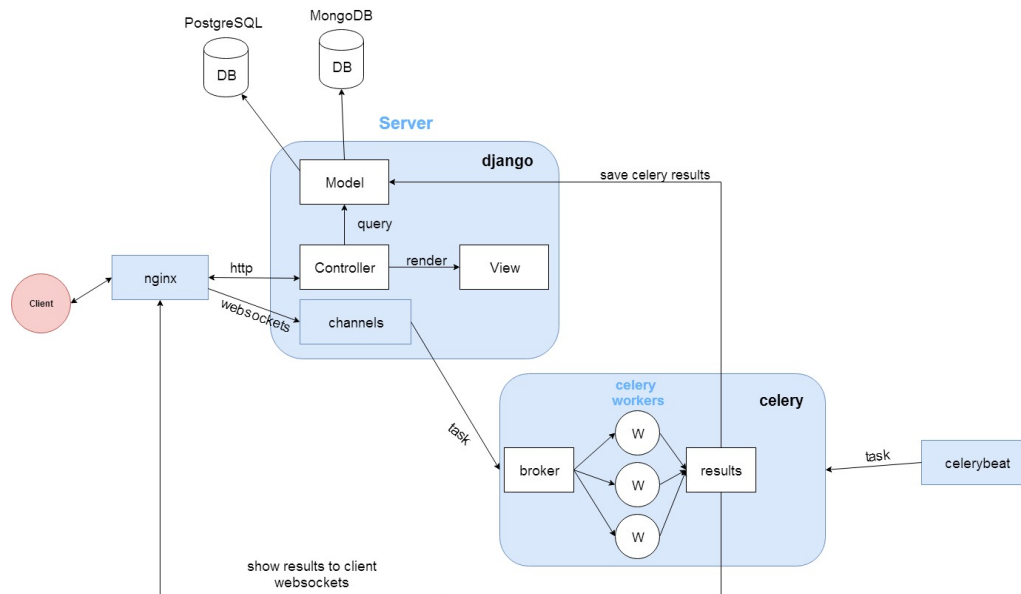 PostgreSQL
MongoDB
DB
DB
Server
django
Model
save celery results
query
Client
nginx
http
Controller
render
View
websockets
channels
celery
workers
celery
task
W
broker
W
results
task
celerybeat
W
show results to client
websockets